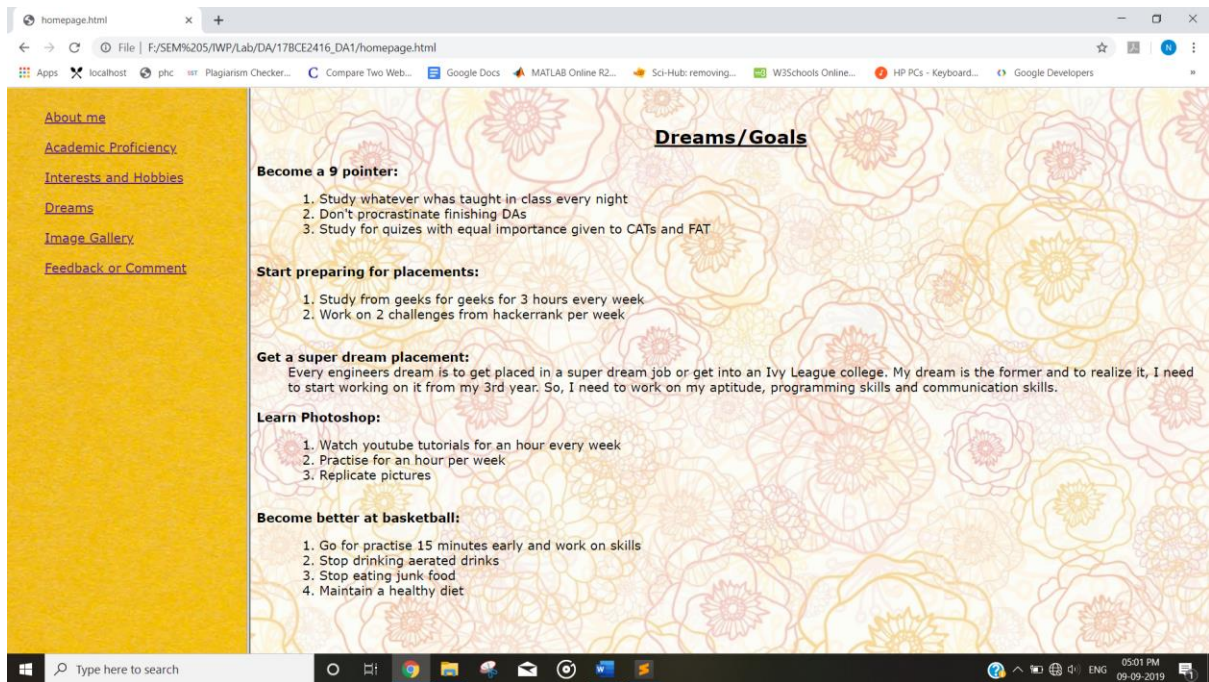 homepage.html
File | F:/SEM%205/IWP/Lab/DA/17BCE2416_DA1/homepage.html
N
Apps localhost phc Plagiarism Checker... Compare Two Web... Google Docs MATLAB Online R2... Sci-Hub: removing... W3Schools Online... HP PCs - Keyboard... Google Developers
About me
Academic Proficiency
Interests and Hobbies
Dreams
Image Gallery
Feedback or Comment
Dreams/Goals
Become a 9 pointer:
1. Study whatever whas taught in class every night
2. Don't procrastinate finishing DAs
3. Study for quizes with equal importance given to CATs and FAT
Start preparing for placements:
1. Study from geeks for geeks for 3 hours every week
2. Work on 2 challenges from hackerrank per week
Get a super dream placement:
Every engineers dream is to get placed in a super dream job or get into an Ivy League college. My dream is the former and to realize it, I need
to start working on it from my 3rd year. So, I need to work on my aptitude, programming skills and communication skills.
Learn Photoshop:
1. Watch youtube tutorials for an hour every week
2. Practise for an hour per week
3. Replicate pictures
Become better at basketball:
1. Go for practise 15 minutes early and work on skills
2. Stop drinking aerated drinks
3. Stop eating junk food
4. Maintain a healthy diet
Type here to search
ENG
05:01 PM
09-09-2019